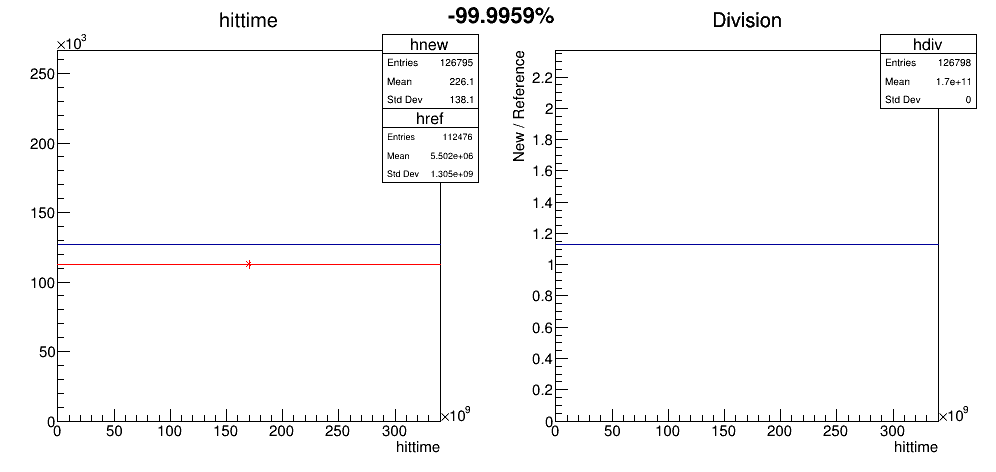 -99.9959%
hittime
×10³
250
200
150
100
50
0
0 50 100 150 200 250 300
×10⁹
hittime
hnew
Entries 126795
Mean 226.1
Std Dev 138.1
href
Entries 112476
Mean 5.502e+06
Std Dev 1.305e+09
Division
New / Reference
2.2
2
1.8
1.6
1.4
1.2
1
0.8
0.6
0.4
0.2
0
0 50 100 150 200 250 300
×10⁹
hittime
hdiv
Entries 126798
Mean 1.7e+11
Std Dev 0